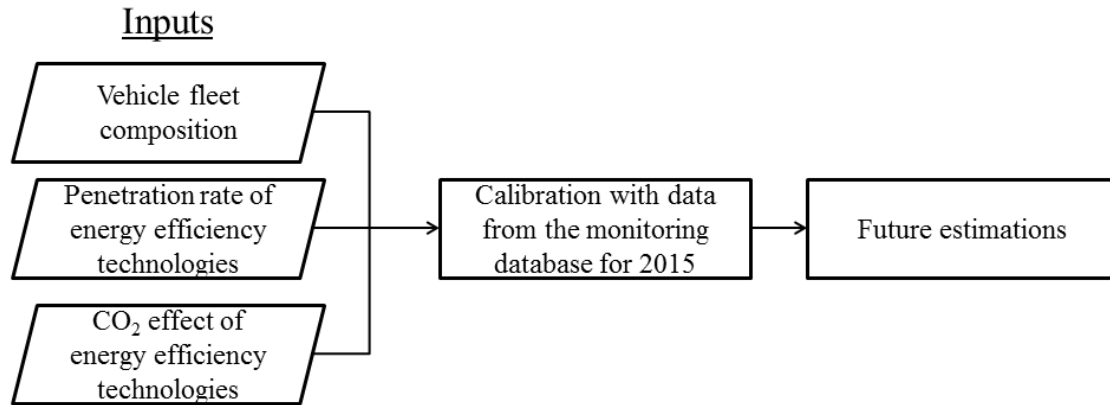 Inputs
Vehicle fleet
composition
Penetration rate of
energy efficiency
technologies
CO₂ effect of
energy efficiency
technologies
Calibration with data
from the monitoring
database for 2015
Future estimations